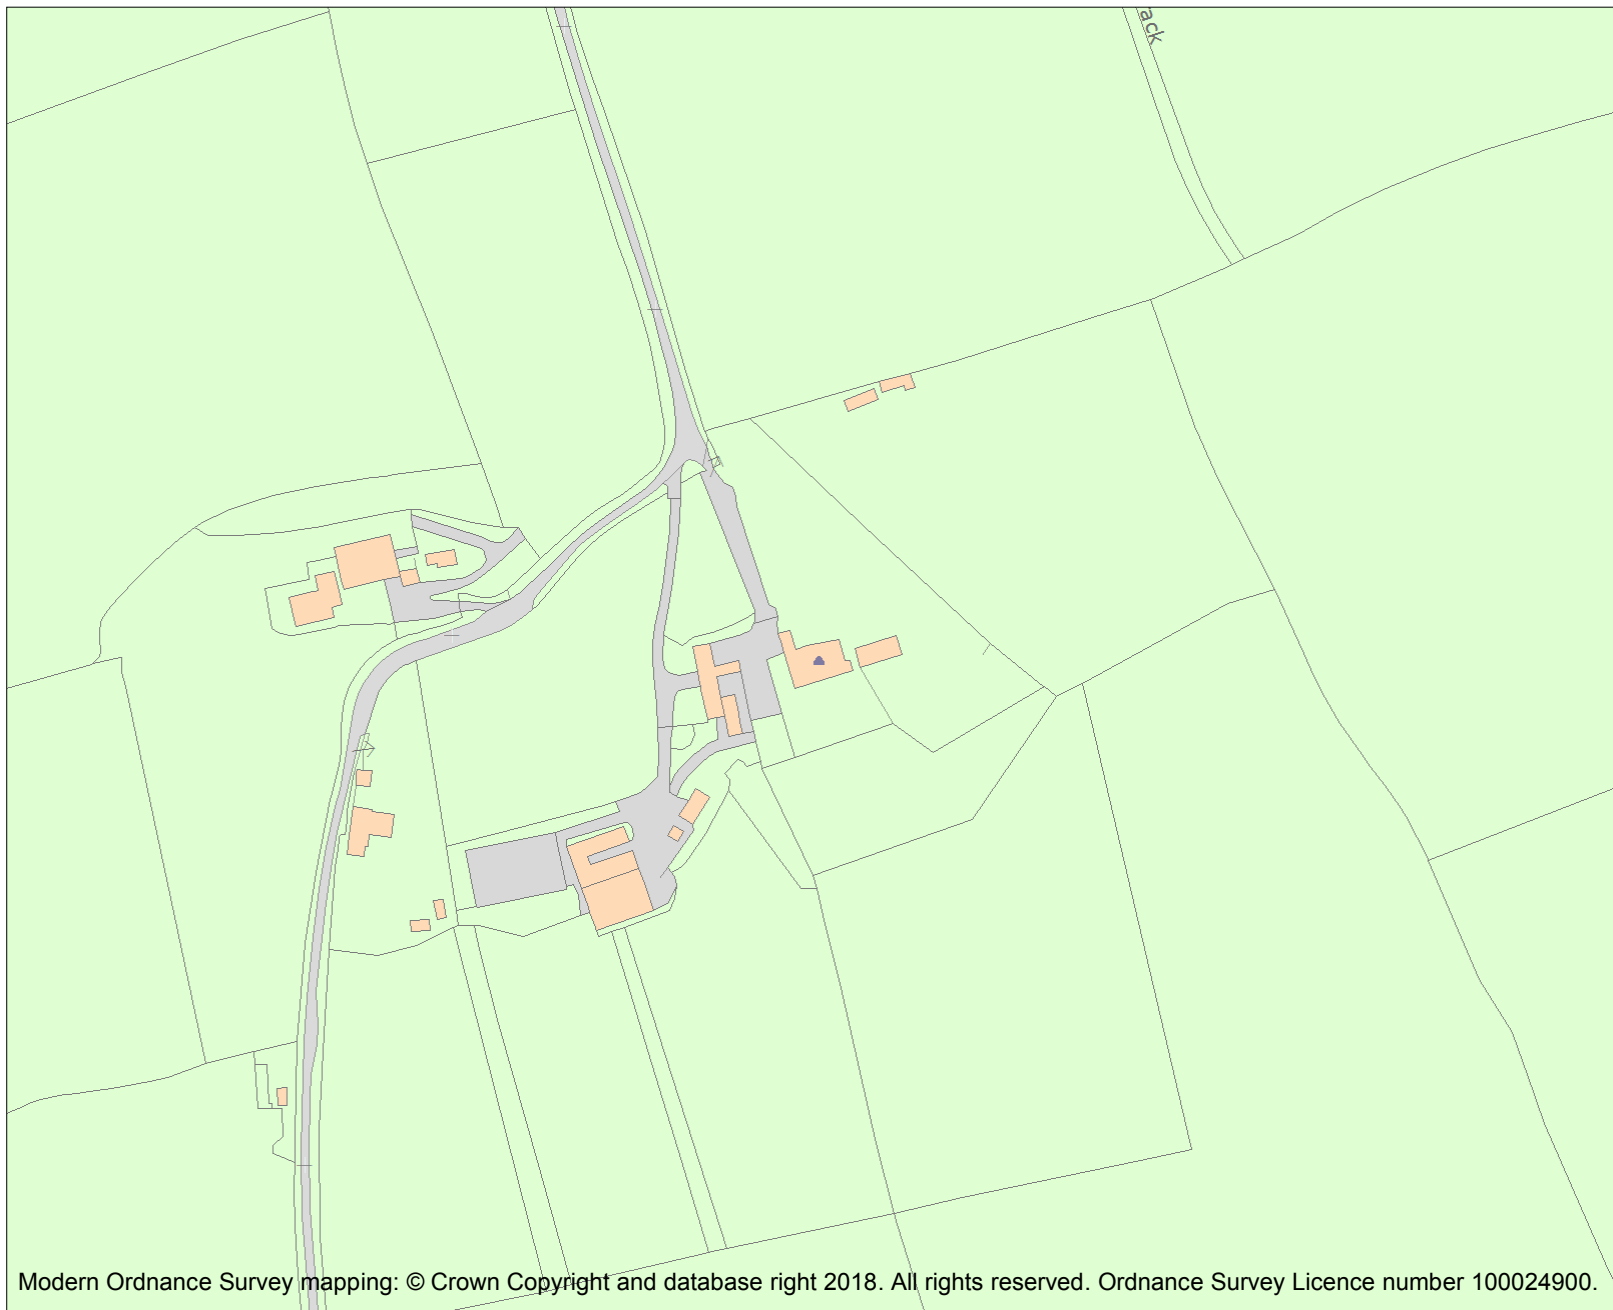 ack
Modern Ordnance Survey mapping: © Crown Copyright and database right 2018. All rights reserved. Ordnance Survey Licence number 100024900.